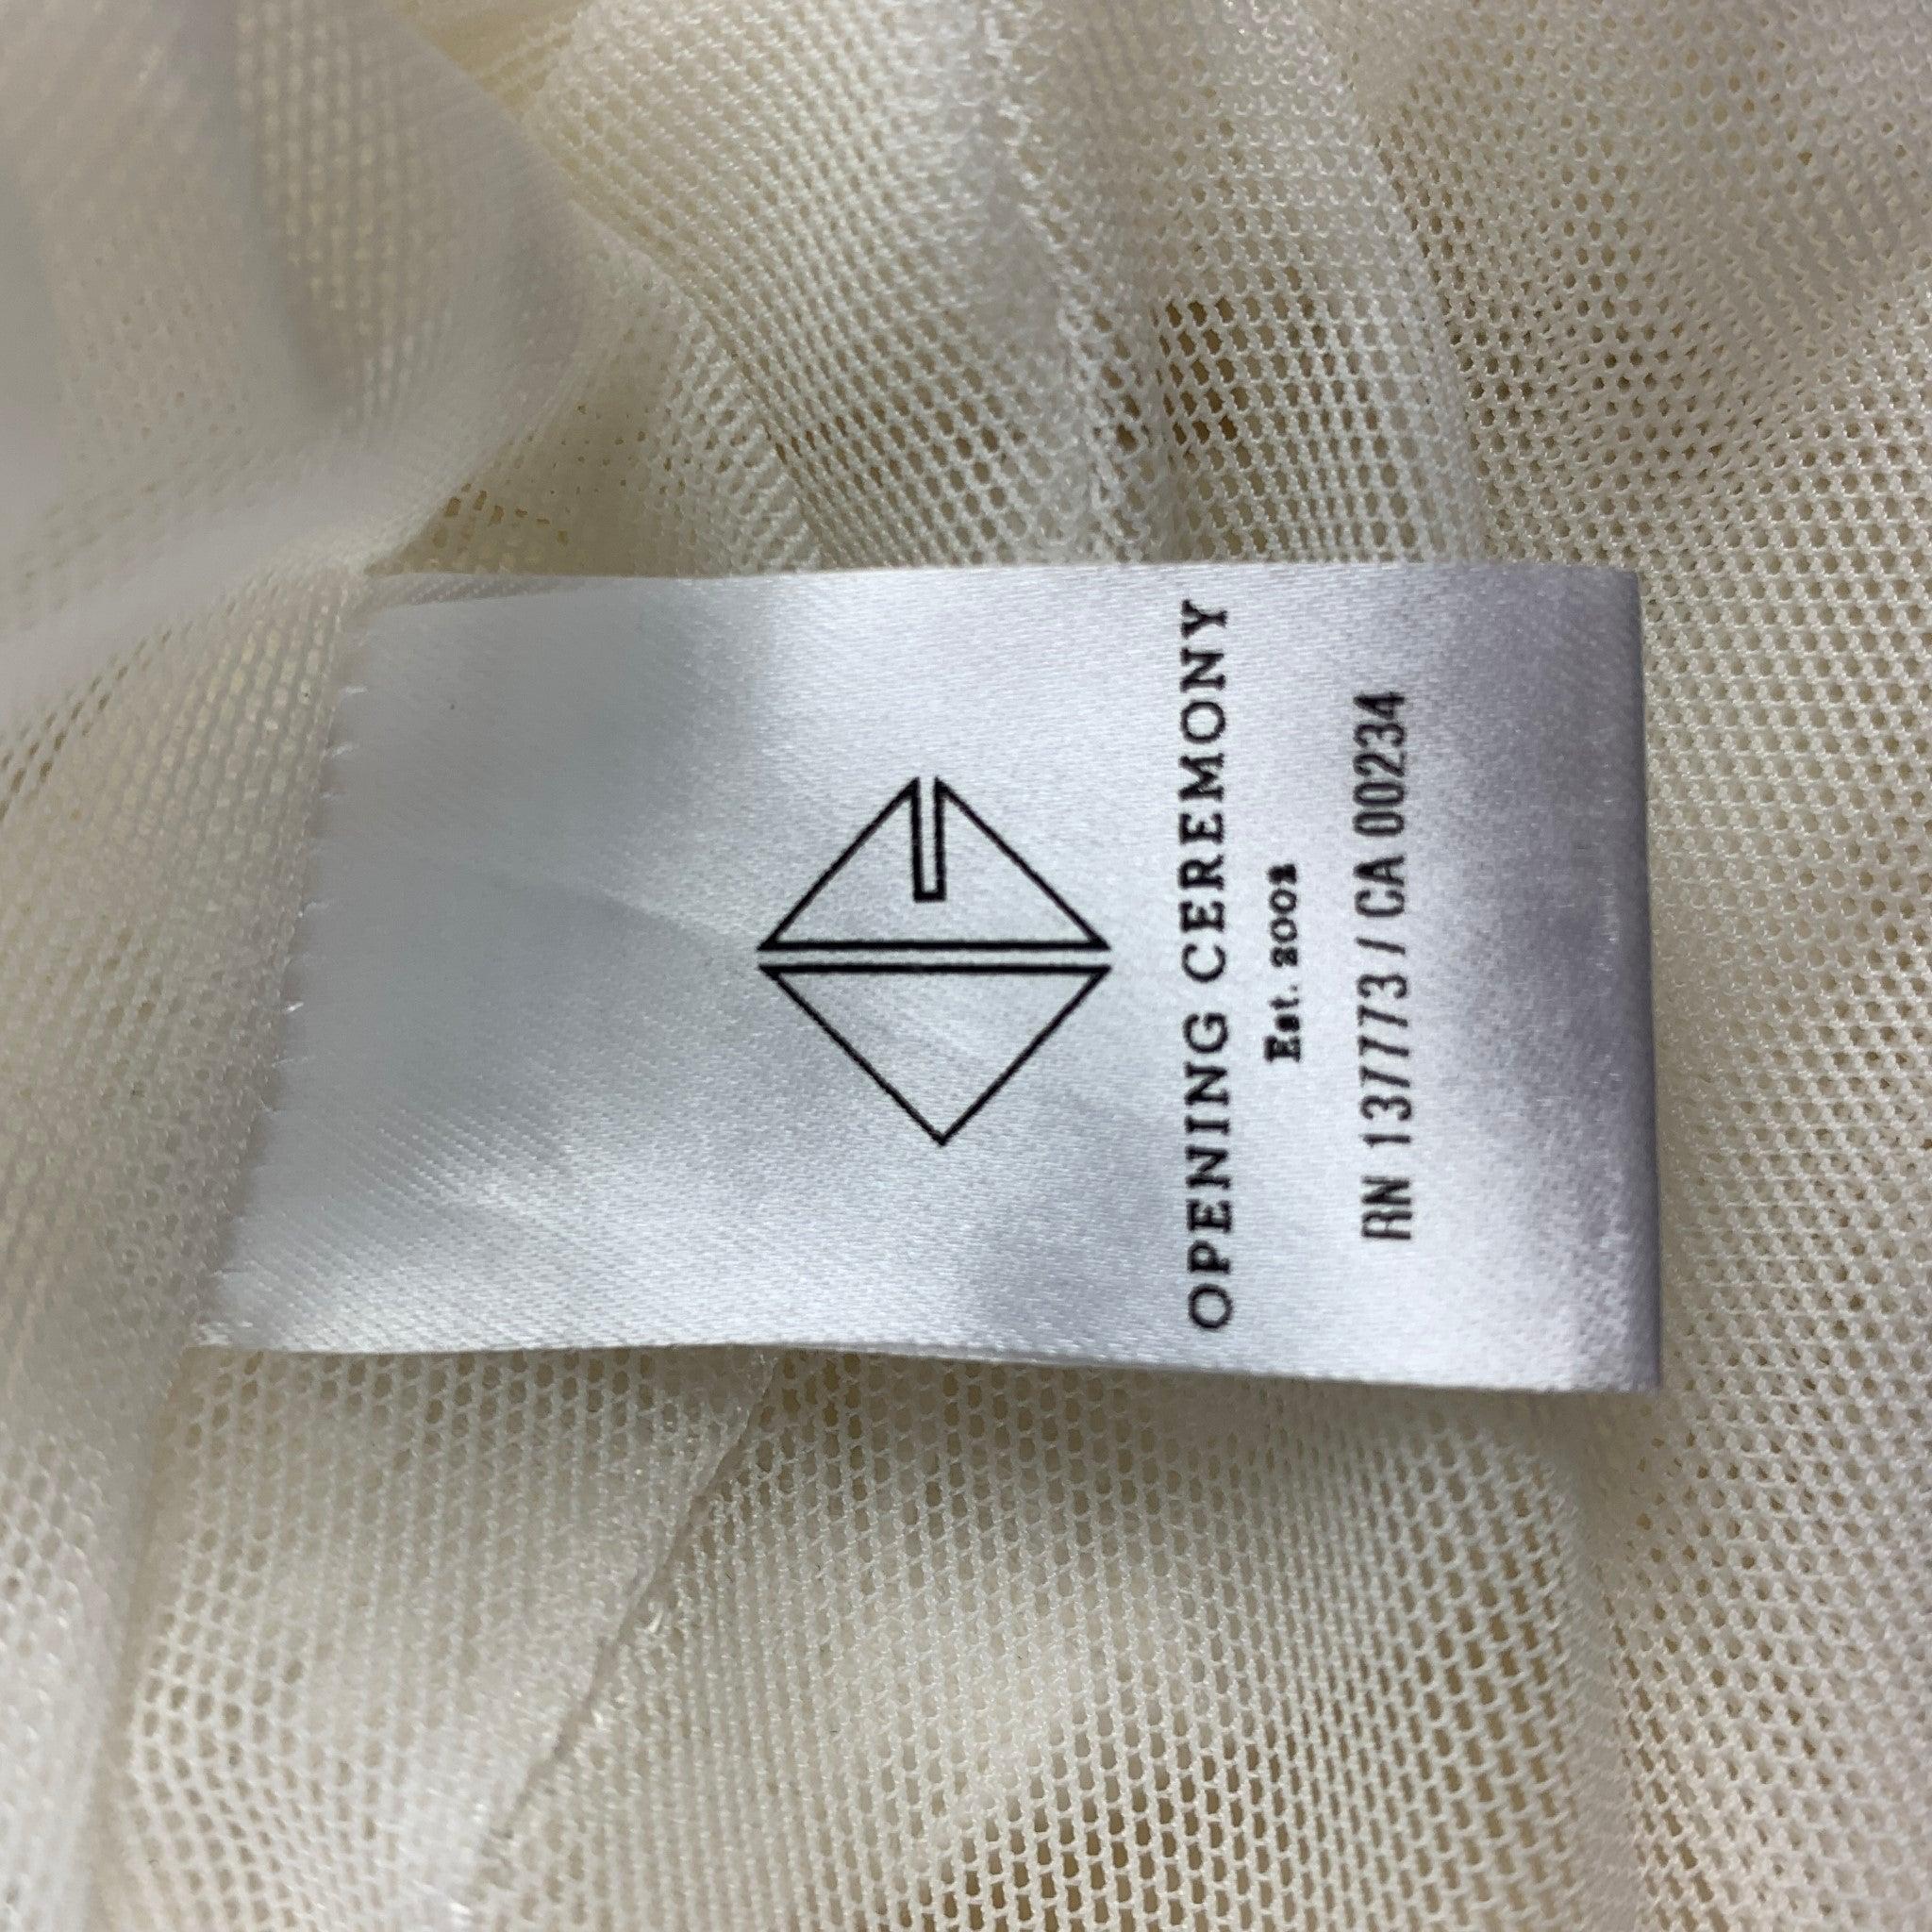 OPENING CEREMONY
Est. 2002
RN 137773 / CA 00234